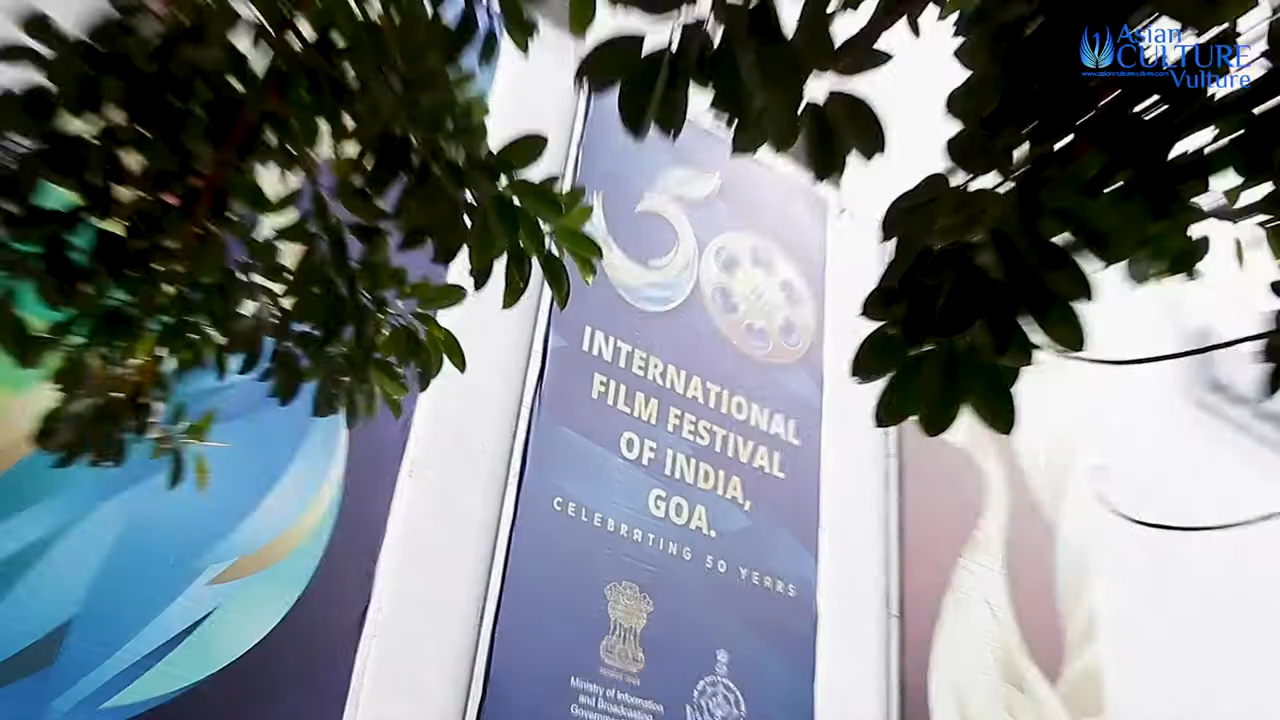 Asian
CULTURE
www.asianculturevulture.com
Vulture
50
INTERNATIONAL
FILM FESTIVAL
OF INDIA,
GOA.
CELEBRATING 50 YEARS
Ministry of Information
and Broadcasting